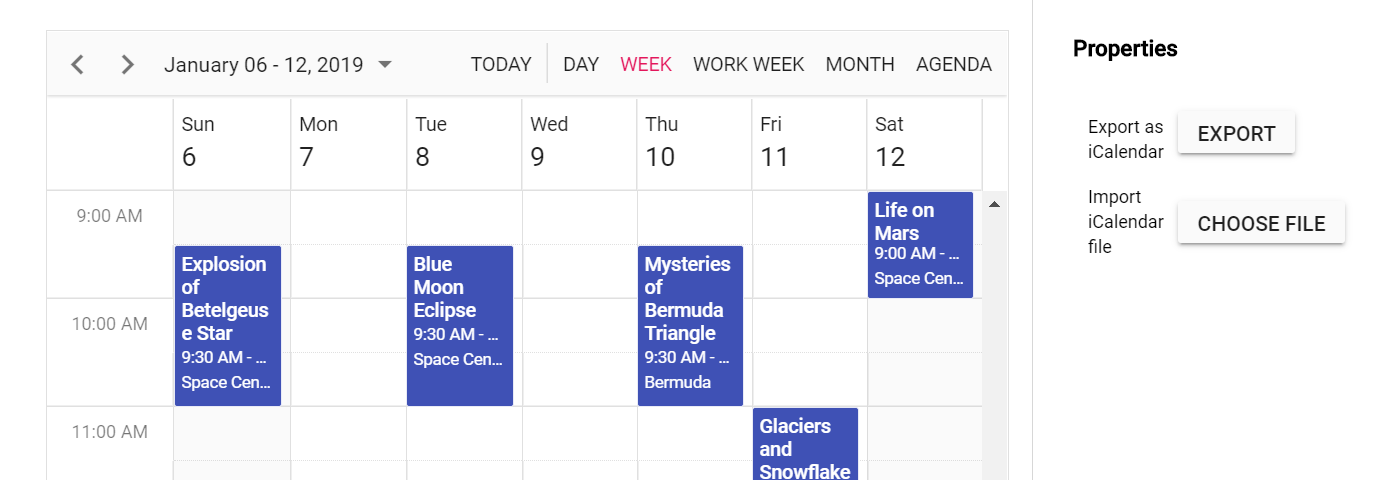 January 06 - 12, 2019 TODAY DAY WEEK WORK WEEK MONTH AGENDA
Sun Mon Tue Wed Thu Fri Sat
6 7 8 9 10 11 12
9:00 AM
10:00 AM
11:00 AM
Explosion
of
Betelgeus
e Star
9:30 AM - ...
Space Cen...
Blue
Moon
Eclipse
9:30 AM - ...
Space Cen...
Mysteries
of
Bermuda
Triangle
9:30 AM - ...
Bermuda
Glaciers
and
Snowflake
Life on
Mars
9:00 AM - ...
Space Cen...
Properties
Export as
iCalendar
EXPORT
Import
iCalendar
file
CHOOSE FILE